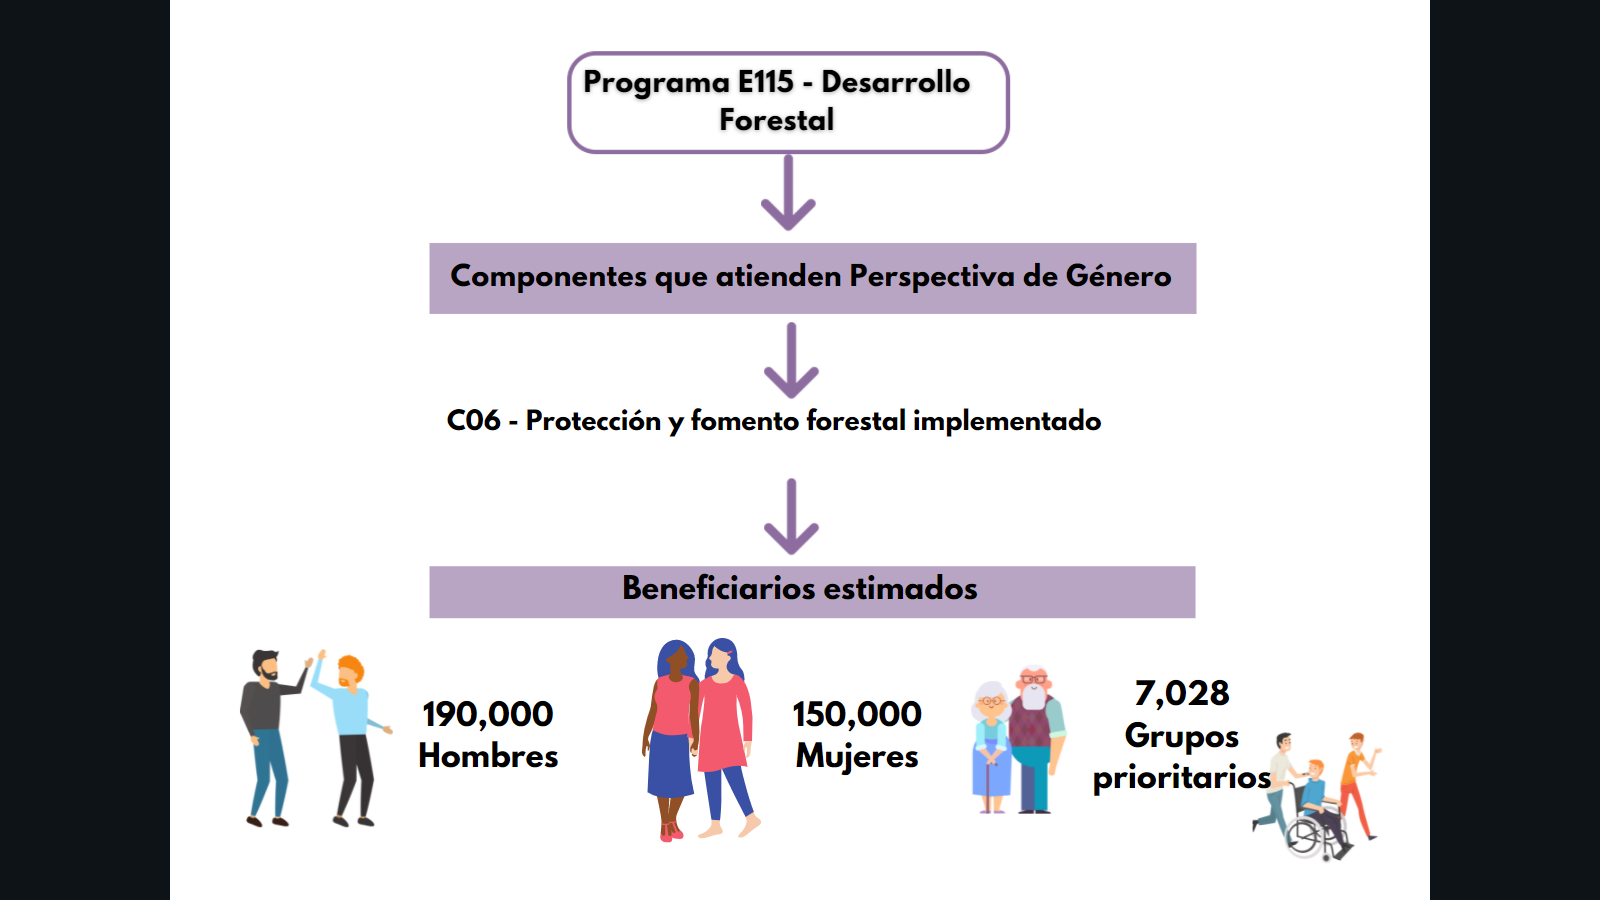 Programa E115 - Desarrollo
Forestal
Componentes que atienden Perspectiva de Género
C06 - Protección y fomento forestal implementado
Beneficiarios estimados
190,000
Hombres
150,000
Mujeres
7,028
Grupos
prioritarios